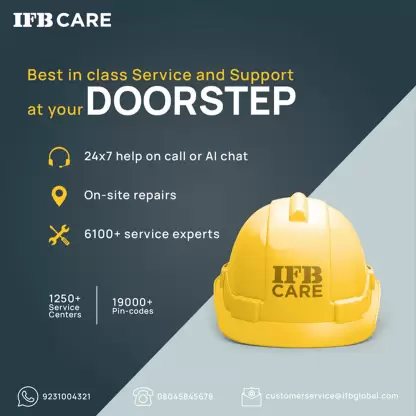 IFB CARE
Best in class Service and Support
at your DOORSTEP
24x7 help on call or AI chat
On-site repairs
6100+ service experts
IFB
CARE
1250+
Service
Centers
19000+
Pin-codes
9231004321
08045845678
customerservice@ifbglobal.com